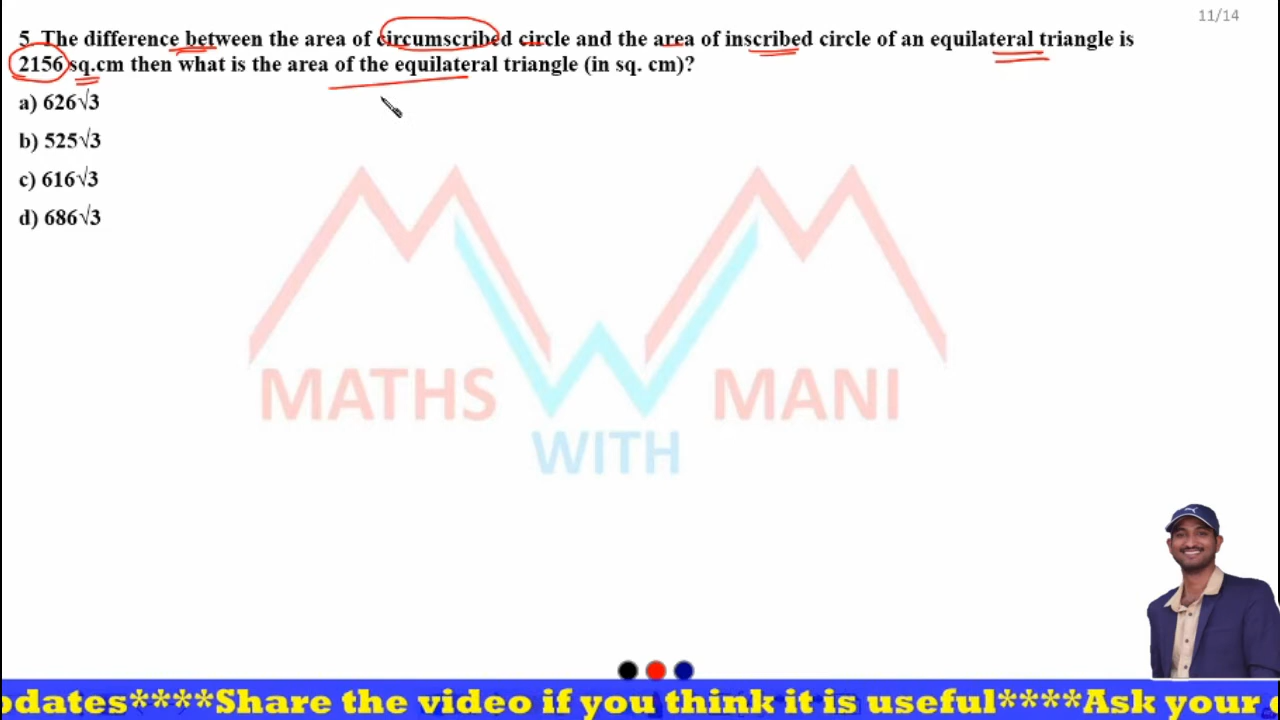 11/14
5. The difference between the area of circumscribed circle and the area of inscribed circle of an equilateral triangle is
2156 sq.cm then what is the area of the equilateral triangle (in sq. cm)?
a) 626√3
b) 525√3
c) 616√3
d) 686√3
MATHS MANI
WITH
pdates****Share the video if you think it is useful****Ask your